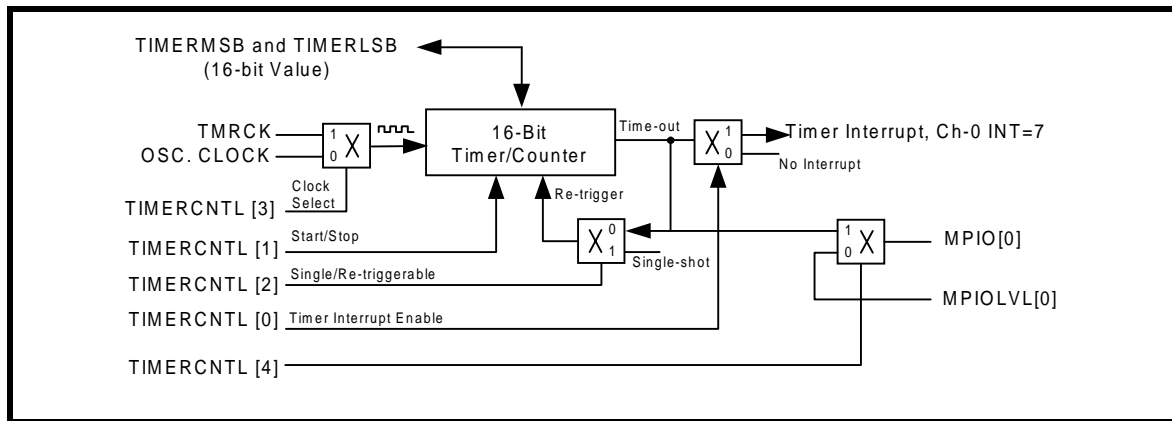 TIMERMSB and TIMERLSB
(16-bit Value)
TMRCK
OSC. CLOCK
1
0
X
16-Bit
Timer/Counter
Time-out
X
1
0
Timer Interrupt, Ch-0 INT=7
No Interrupt
Clock
Select
TIMERCNTL [3]
Re-trigger
TIMERCNTL [1]
Start/Stop
X
0
1
Single-shot
1
0
X
MPIO[0]
TIMERCNTL [2]
Single/Re-triggerable
MPIOLVL[0]
TIMERCNTL [0]
Timer Interrupt Enable
TIMERCNTL [4]